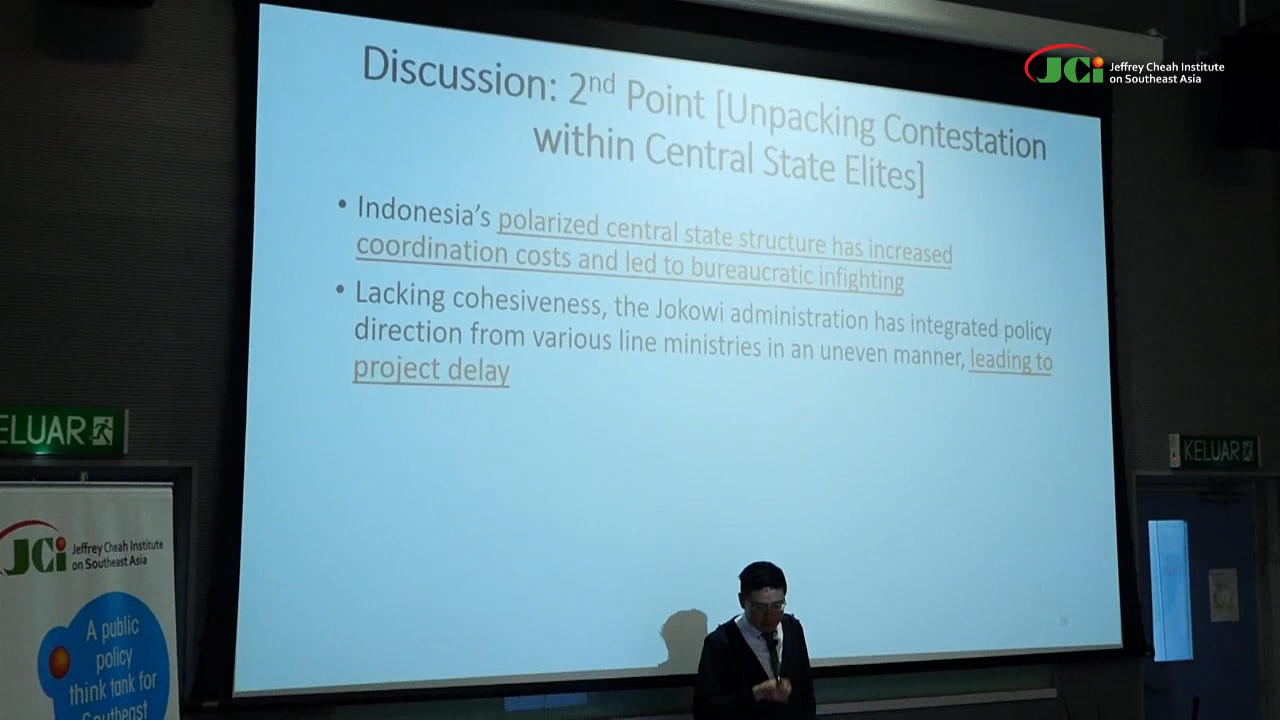 JCi Jeffrey Cheah Institute
on Southeast Asia
Discussion: 2nd Point [Unpacking Contestation
within Central State Elites]
• Indonesia's polarized central state structure has increased
coordination costs and led to bureaucratic infighting
• Lacking cohesiveness, the Jokowi administration has integrated policy
direction from various line ministries in an uneven manner, leading to
project delay
26
ELUAR
KELUAR
JCi Jeffrey Cheah Institute
on Southeast Asia
A public
policy
think tank for
Southeast